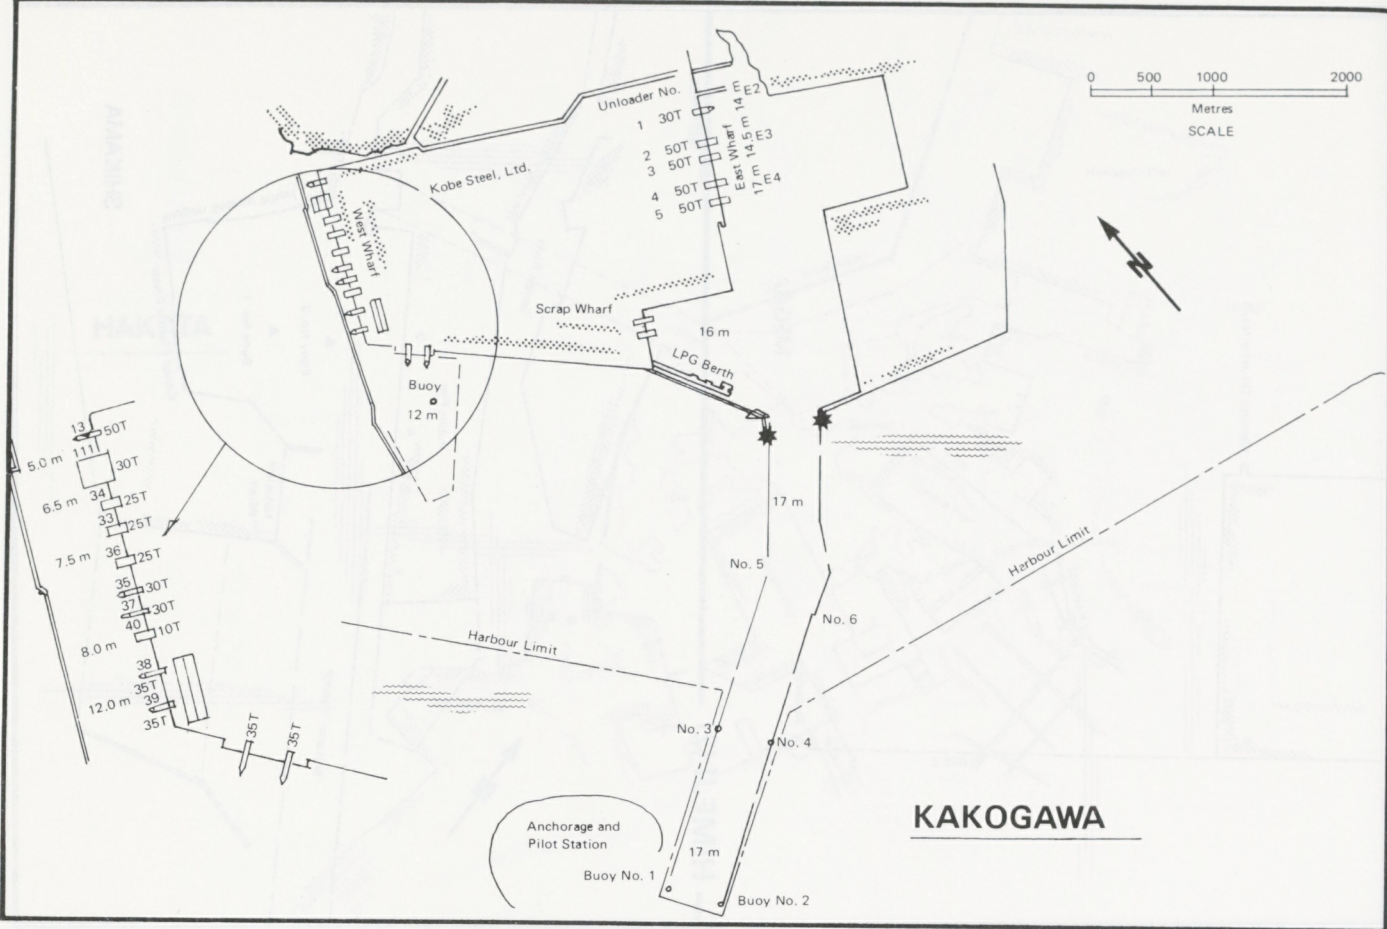 0 500 1000 2000
Metres
SCALE
Unloader No.
1 30T
2 50T
3 50T
4 50T
5 50T
East Wharf
17 m 14.5 m 14. m
E2
E3
E4
Kobe Steel, Ltd.
West Wharf
N
Scrap Wharf
16 m
LPG Berth
Buoy
12 m
13 50T
5.0 m 111 30T
6.5 m 34 25T
33 25T
7.5 m 36 25T
35 30T
37 30T
8.0 m 40 10T
38
35T
12.0 m 39
35T
35T
35T
17 m
No. 5
No. 6
Harbour Limit
Harbour Limit
No. 3
No. 4
Anchorage and
Pilot Station
17 m
Buoy No. 1
Buoy No. 2
KAKOGAWA